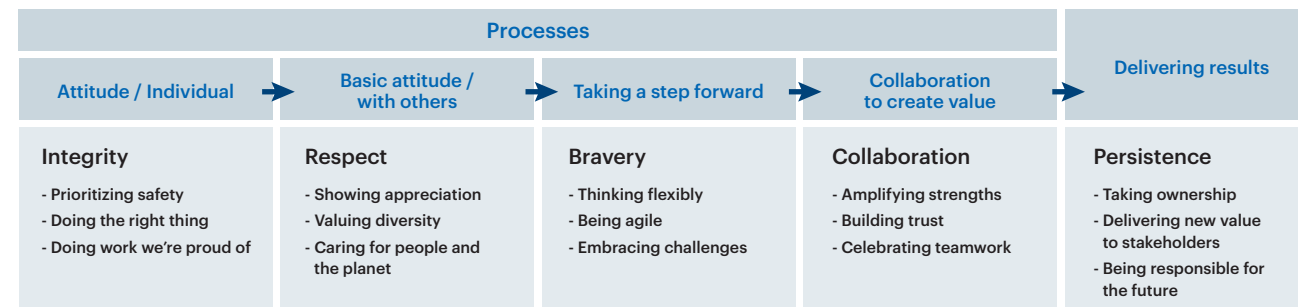 Processes
Delivering results
Attitude / Individual
Basic attitude /
with others
Taking a step forward
Collaboration
to create value
Integrity
- Prioritizing safety
- Doing the right thing
- Doing work we’re proud of
Respect
- Showing appreciation
- Valuing diversity
- Caring for people and
the planet
Bravery
- Thinking flexibly
- Being agile
- Embracing challenges
Collaboration
- Amplifying strengths
- Building trust
- Celebrating teamwork
Persistence
- Taking ownership
- Delivering new value
to stakeholders
- Being responsible for
the future